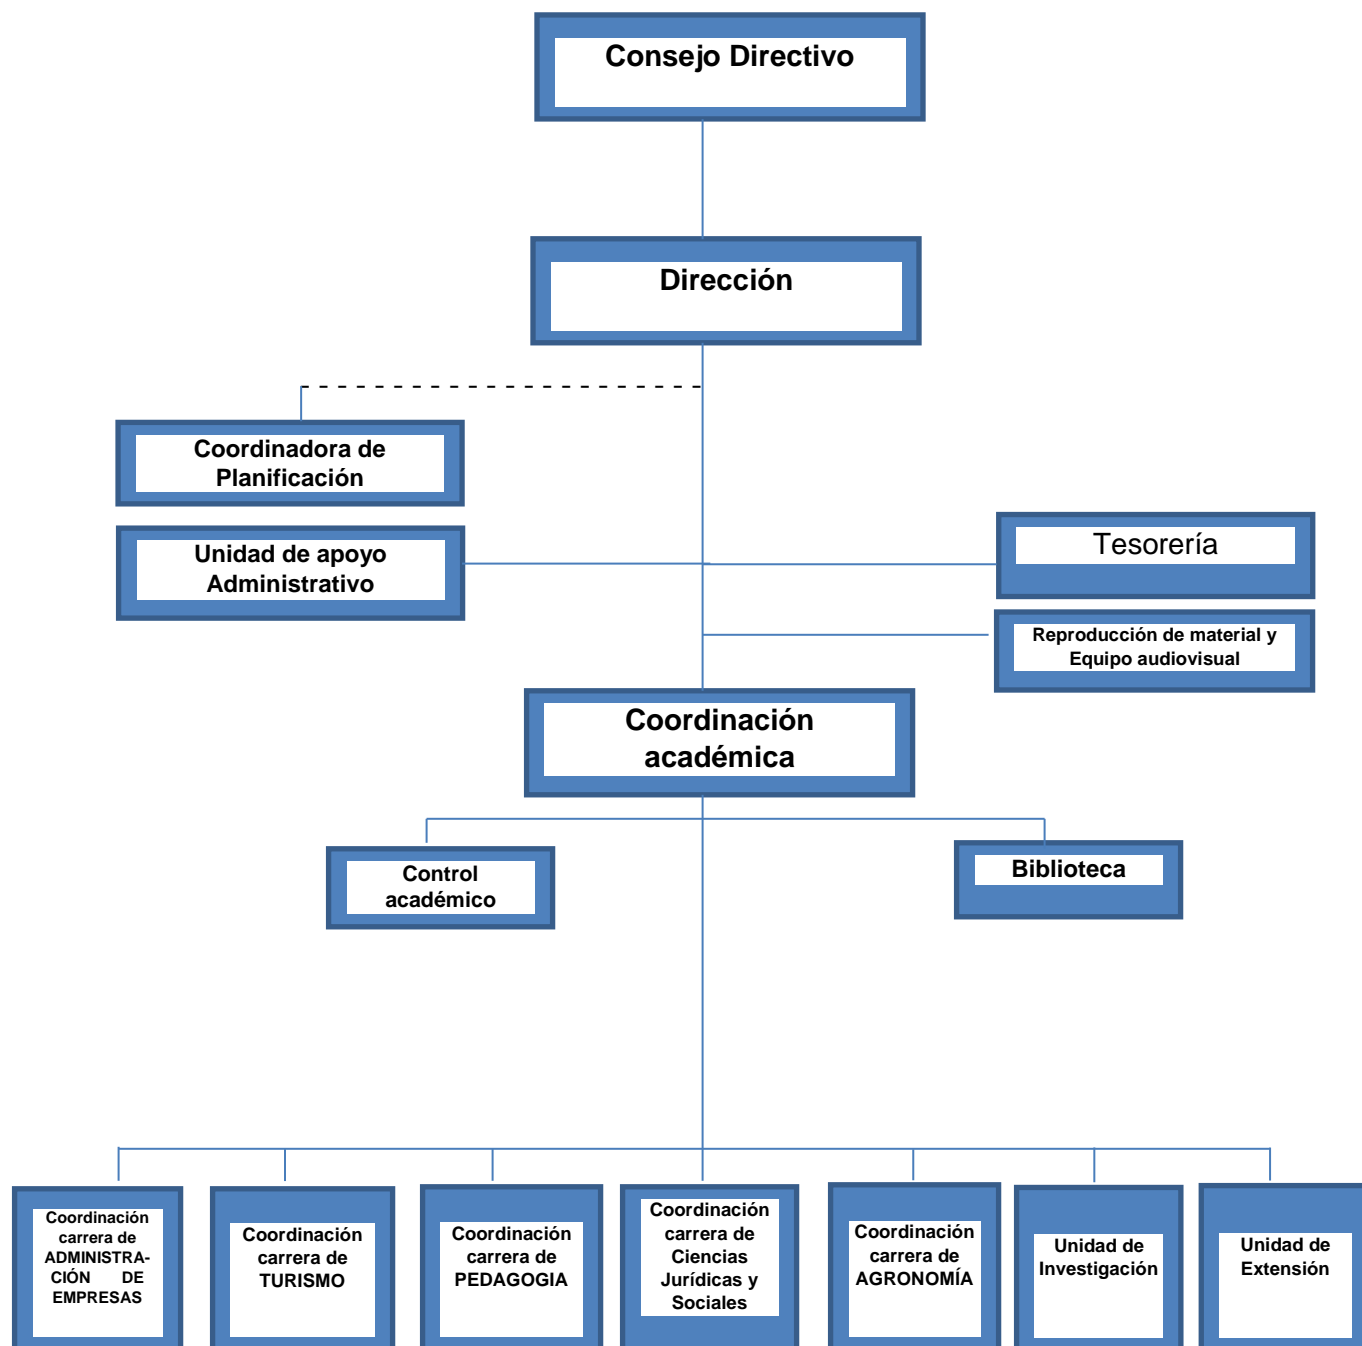 Consejo Directivo
Dirección
Coordinadora de
Planificación
Unidad de apoyo
Administrativo
Tesorería
Reproducción de material y
Equipo audiovisual
Coordinación
académica
Control
académico
Biblioteca
Coordinación
carrera de
ADMINISTRA-
CIÓN DE
EMPRESAS
Coordinación
carrera de
TURISMO
Coordinación
carrera de
PEDAGOGIA
Coordinación
carrera de
Ciencias
Jurídicas y
Sociales
Coordinación
carrera de
AGRONOMÍA
Unidad de
Investigación
Unidad de
Extensión